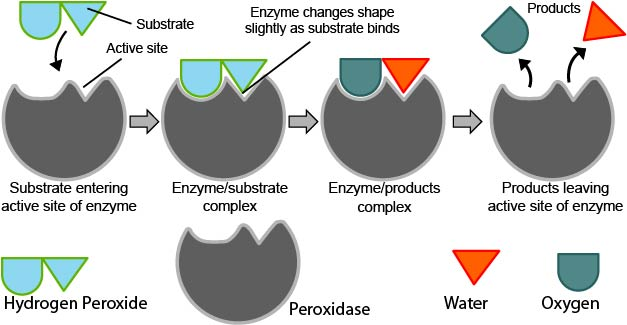 Substrate
Active site
Enzyme changes shape
slightly as substrate binds
Products
Substrate entering
active site of enzyme
Enzyme/substrate
complex
Enzyme/products
complex
Products leaving
active site of enzyme
Hydrogen Peroxide
Peroxidase
Water
Oxygen